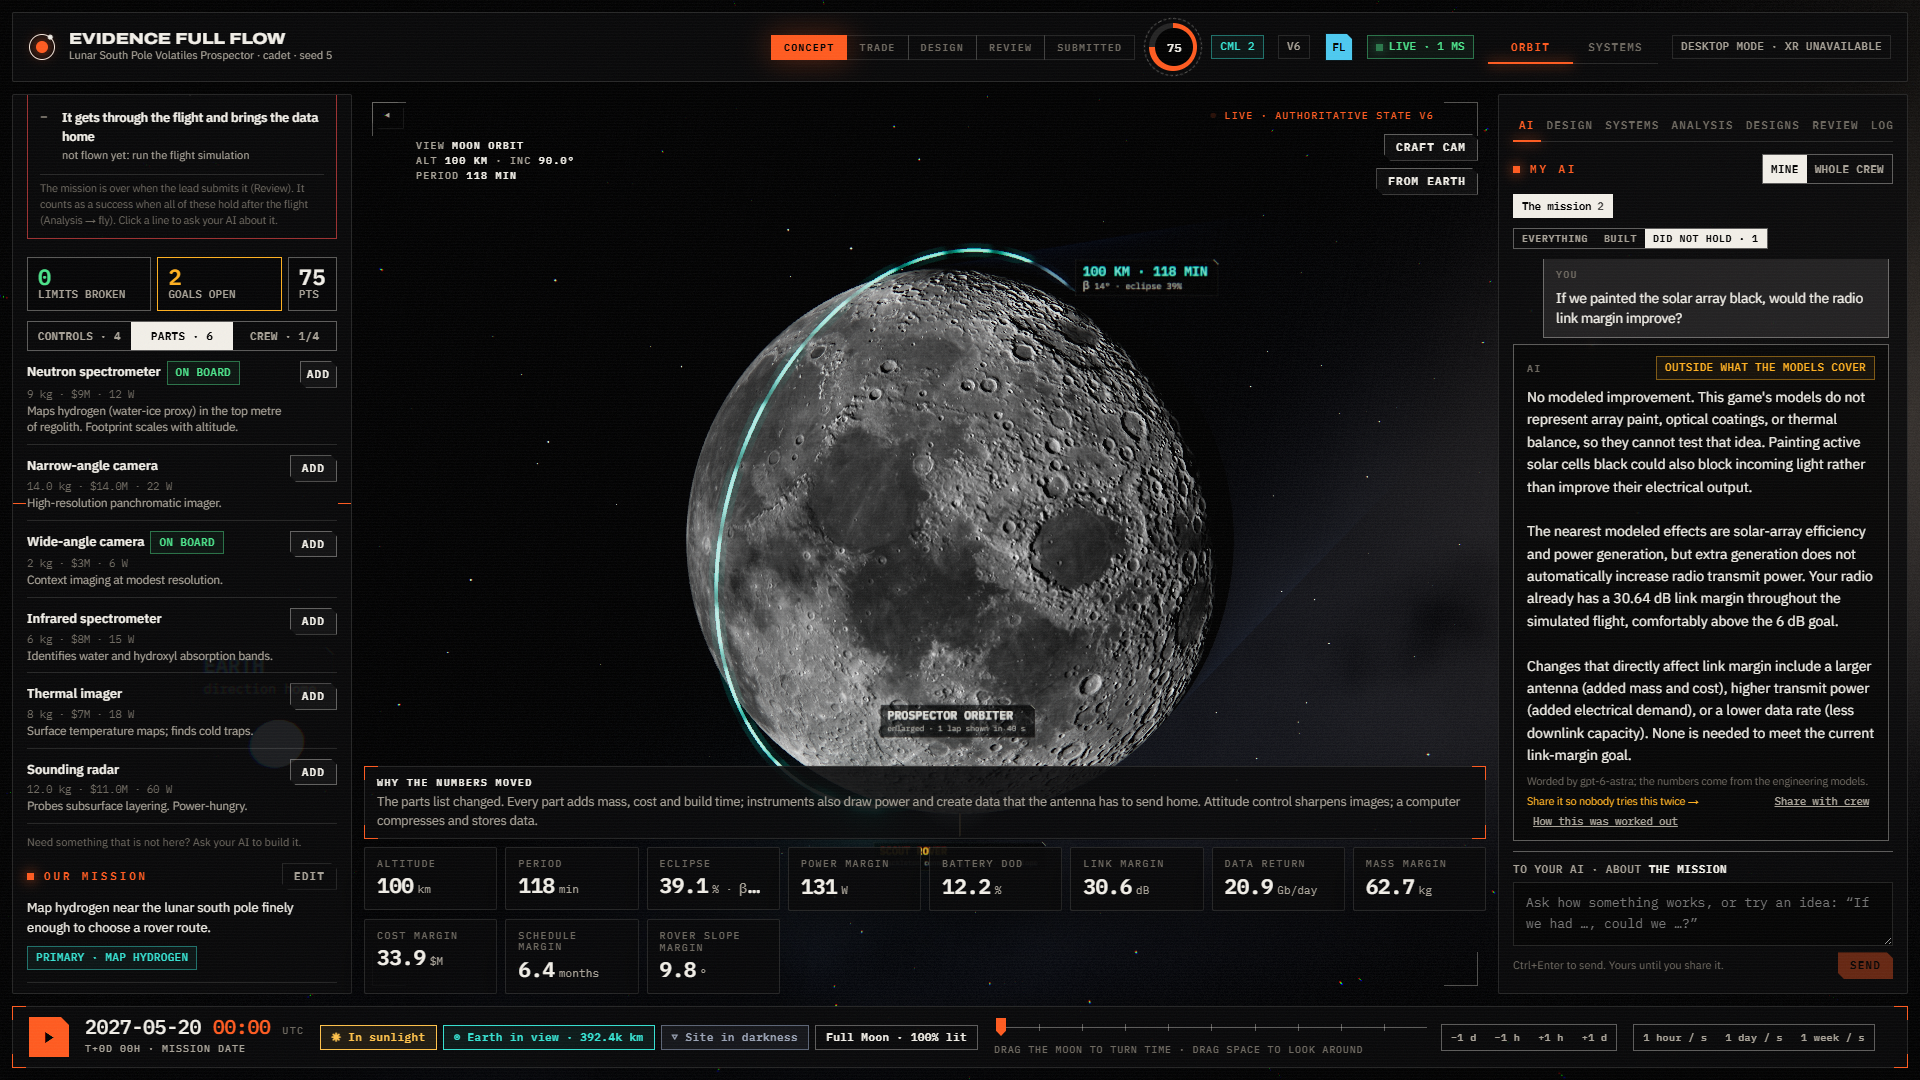 EVIDENCE FULL FLOW
Lunar South Pole Volatiles Prospector · cadet · seed 5
CONCEPT TRADE DESIGN REVIEW SUBMITTED
75
CML 2
V6
FL
LIVE · 1 MS
ORBIT SYSTEMS
DESKTOP MODE · XR UNAVAILABLE
– It gets through the flight and brings the data
home
not flown yet: run the flight simulation
The mission is over when the lead submits it (Review). It
counts as a success when all of these hold after the flight
(Analysis → fly). Click a line to ask your AI about it.
0
LIMITS BROKEN
2
GOALS OPEN
75
PTS
CONTROLS · 4 PARTS · 6 CREW · 1/4
Neutron spectrometer ON BOARD ADD
9 kg · $9M · 12 W
Maps hydrogen (water-ice proxy) in the top metre
of regolith. Footprint scales with altitude.
Narrow-angle camera ADD
14.0 kg · $14.0M · 22 W
High-resolution panchromatic imager.
Wide-angle camera ON BOARD ADD
2 kg · $3M · 6 W
Context imaging at modest resolution.
Infrared spectrometer ADD
6 kg · $8M · 15 W
Identifies water and hydroxyl absorption bands.
EARTH
direction
Thermal imager ADD
8 kg · $7M · 18 W
Surface temperature maps; finds cold traps.
Sounding radar ADD
12.0 kg · $11.0M · 60 W
Probes subsurface layering. Power-hungry.
Need something that is not here? Ask your AI to build it.
OUR MISSION EDIT
Map hydrogen near the lunar south pole finely
enough to choose a rover route.
PRIMARY · MAP HYDROGEN
VIEW MOON ORBIT
ALT 100 KM · INC 90.0°
PERIOD 118 MIN
LIVE · AUTHORITATIVE STATE V6
CRAFT CAM
FROM EARTH
100 KM · 118 MIN
β 14° · eclipse 39%
PROSPECTOR ORBITER
enlarged · 1 lap shown in 40 s
WHY THE NUMBERS MOVED
The parts list changed. Every part adds mass, cost and build time; instruments also draw power and create data that the antenna has to send home. Attitude control sharpens images; a computer
compresses and stores data.
SCOUT ROVER
ALTITUDE
100 km
PERIOD
118 min
ECLIPSE
39.1 % · β…
POWER MARGIN
131 W
BATTERY DOD
12.2 %
LINK MARGIN
30.6 dB
DATA RETURN
20.9 Gb/day
MASS MARGIN
62.7 kg
COST MARGIN
33.9 $M
SCHEDULE
MARGIN
6.4 months
ROVER SLOPE
MARGIN
9.8 °
AI DESIGN SYSTEMS ANALYSIS DESIGNS REVIEW LOG
MY AI
MINE WHOLE CREW
The mission 2
EVERYTHING BUILT DID NOT HOLD · 1
YOU
If we painted the solar array black, would the radio
link margin improve?
AI OUTSIDE WHAT THE MODELS COVER
No modeled improvement. This game's models do not
represent array paint, optical coatings, or thermal
balance, so they cannot test that idea. Painting active
solar cells black could also block incoming light rather
than improve their electrical output.
The nearest modeled effects are solar-array efficiency
and power generation, but extra generation does not
automatically increase radio transmit power. Your radio
already has a 30.64 dB link margin throughout the
simulated flight, comfortably above the 6 dB goal.
Changes that directly affect link margin include a larger
antenna (added mass and cost), higher transmit power
(added electrical demand), or a lower data rate (less
downlink capacity). None is needed to meet the current
link-margin goal.
Worded by gpt-6-astra; the numbers come from the engineering models.
Share it so nobody tries this twice → Share with crew
How this was worked out
TO YOUR AI · ABOUT THE MISSION
Ask how something works, or try an idea: “If
we had …, could we …?”
Ctrl+Enter to send. Yours until you share it.
SEND
2027-05-20 00:00 UTC
T+0D 00H · MISSION DATE
In sunlight
Earth in view · 392.4k km
Site in darkness
Full Moon · 100% lit
DRAG THE MOON TO TURN TIME · DRAG SPACE TO LOOK AROUND
−1 d −1 h +1 h +1 d
1 hour / s 1 day / s 1 week / s